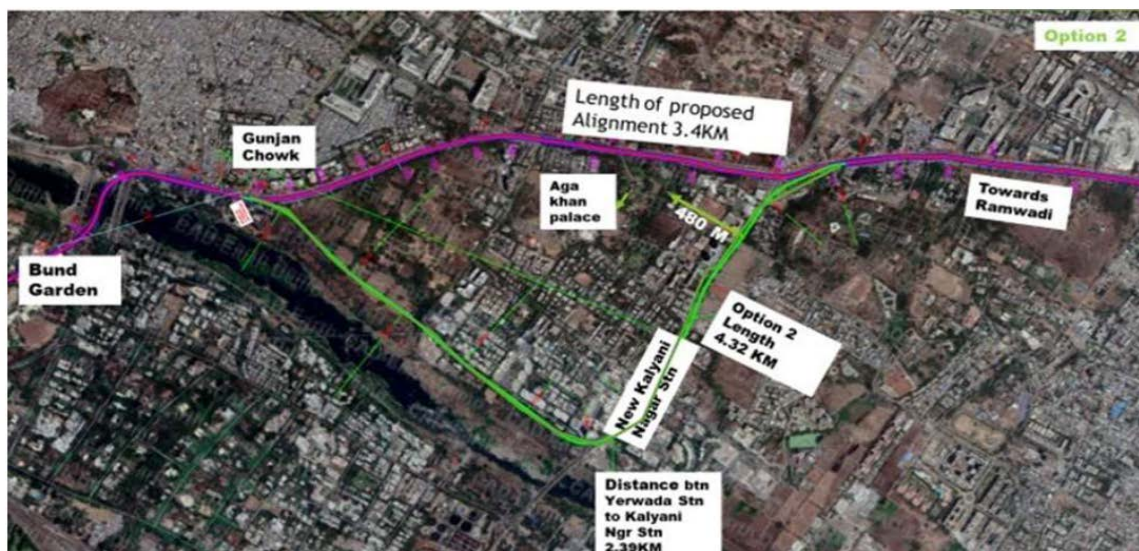 Option 2
Length of proposed
Alignment 3.4KM
Gunjan
Chowk
Aga
khan
palace
480 M
Towards
Ramwadi
Bund
Garden
Option 2
Length
4.32 KM
New Kalyani
Nagar Stn
Distance btn
Yerwada Stn
to Kalyani
Ngr Stn
2.39KM